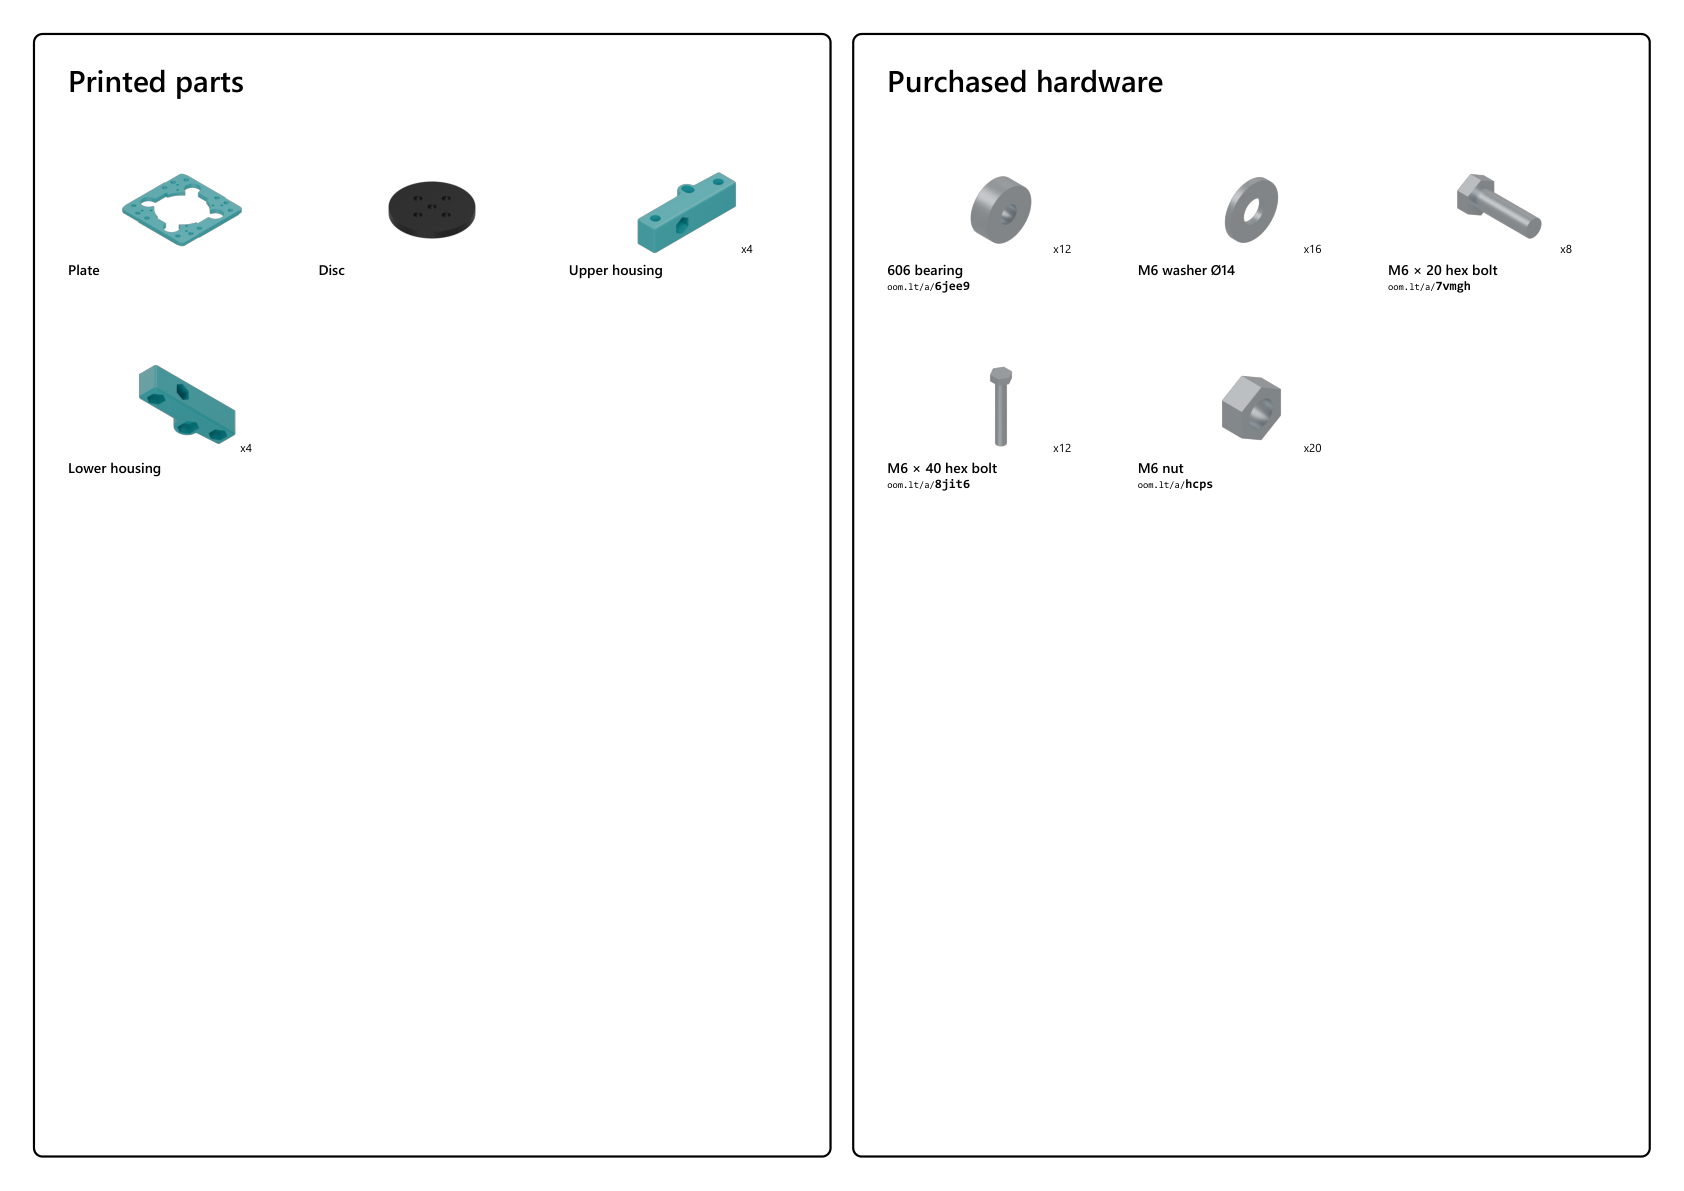 Printed parts
Plate
Disc
x4
Upper housing
x4
Lower housing
Purchased hardware
x12
606 bearing
oom.lt/a/6jee9
x16
M6 washer Ø14
x8
M6 × 20 hex bolt
oom.lt/a/7vmgh
x12
M6 × 40 hex bolt
oom.lt/a/8jit6
x20
M6 nut
oom.lt/a/hcps